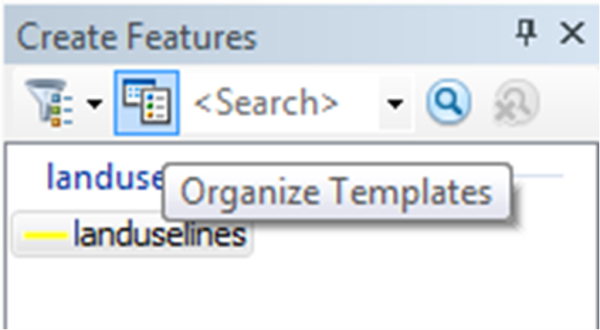 Create Features
<Search>
landuse
Organize Templates
landuselines